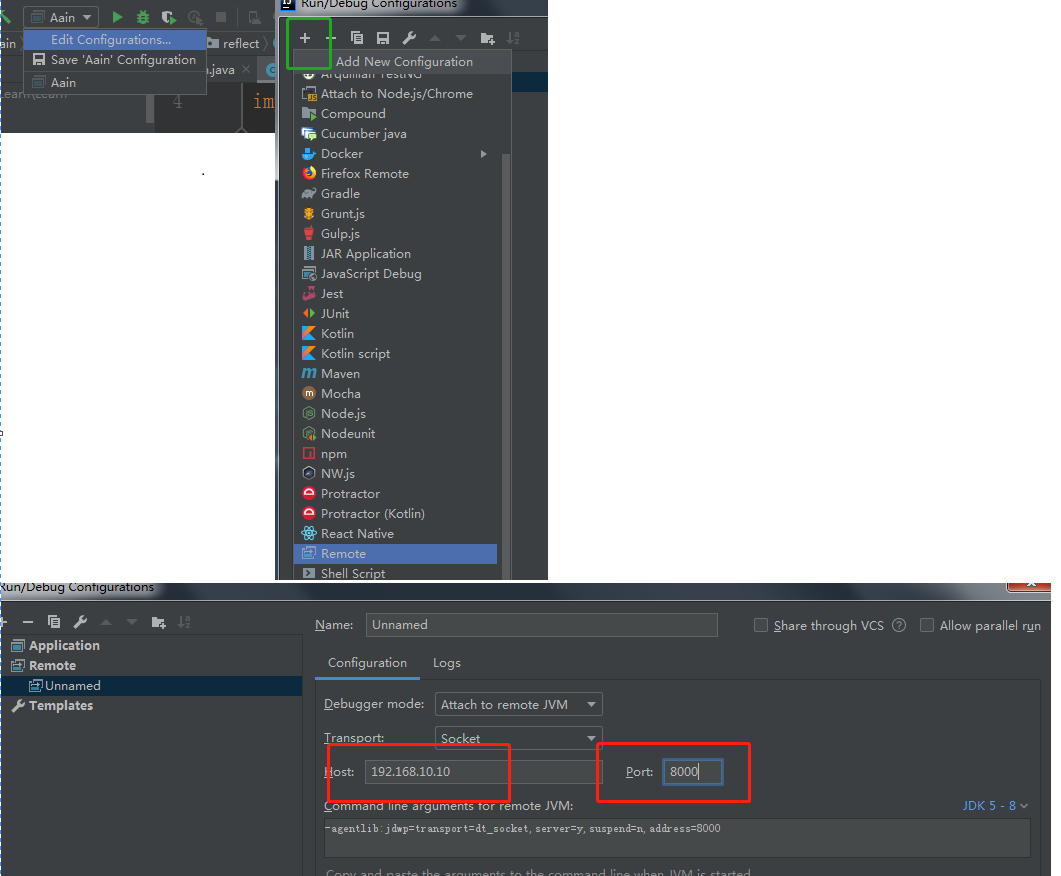 Aain
Edit Configurations...
Save 'Aain' Configuration
Aain
ain
reflect
.java
4
im
Run/Debug Configurations
Add New Configuration
Arquillian TestNG
Attach to Node.js/Chrome
Compound
Cucumber java
Docker
Firefox Remote
Gradle
Grunt.js
Gulp.js
JAR Application
JavaScript Debug
Jest
JUnit
Kotlin
Kotlin script
Maven
Mocha
Node.js
Nodeunit
npm
NW.js
Protractor
Protractor (Kotlin)
React Native
Remote
Shell Script
Run/Debug Configurations
Application
Remote
Unnamed
Templates
Name: Unnamed
Share through VCS
Allow parallel run
Configuration Logs
Debugger mode: Attach to remote JVM
Transport: Socket
Host: 192.168.10.10 Port: 8000
Command line arguments for remote JVM: JDK 5 - 8
-agentlib:jdwp=transport=dt_socket,server=y,suspend=n,address=8000
Copy and paste the arguments to the command line when JVM is started